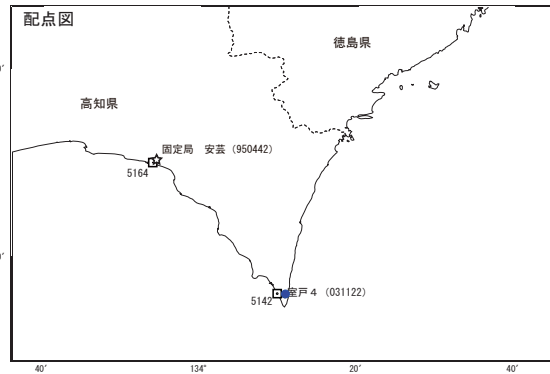 配点図
徳島県
高知県
固定局 安芸 (950442)
5164
室戸4 (031122)
5142
40′ 134° 20′ 40′